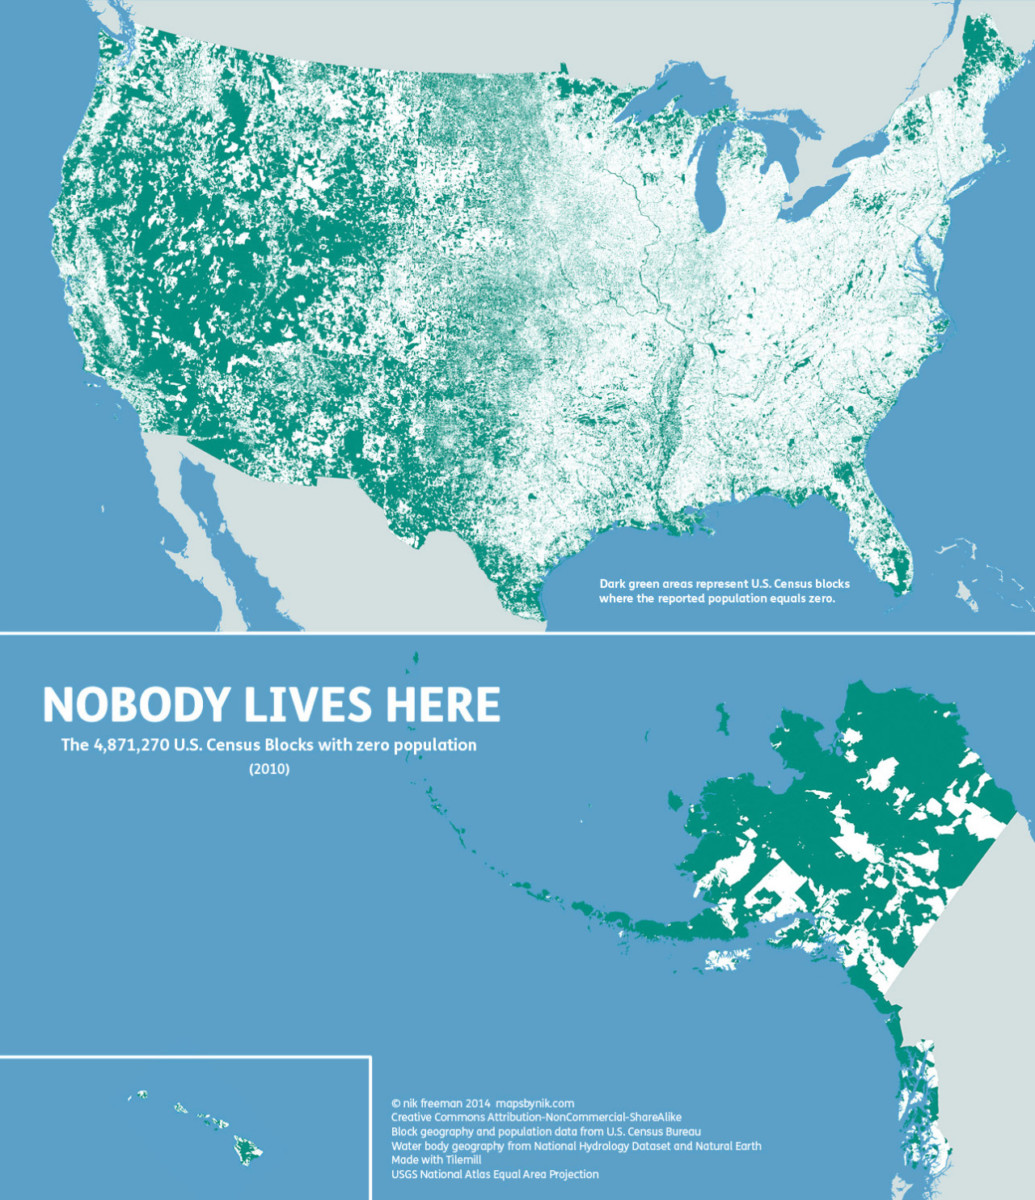 Dark green areas represent U.S. Census blocks
where the reported population equals zero.
NOBODY LIVES HERE
The 4,871,270 U.S. Census Blocks with zero population
(2010)
© nik freeman 2014 mapsbynik.com
Creative Commons Attribution-NonCommercial-ShareAlike
Block geography and population data from U.S. Census Bureau
Water body geography from National Hydrology Dataset and Natural Earth
Made with Tilemill
USGS National Atlas Equal Area Projection